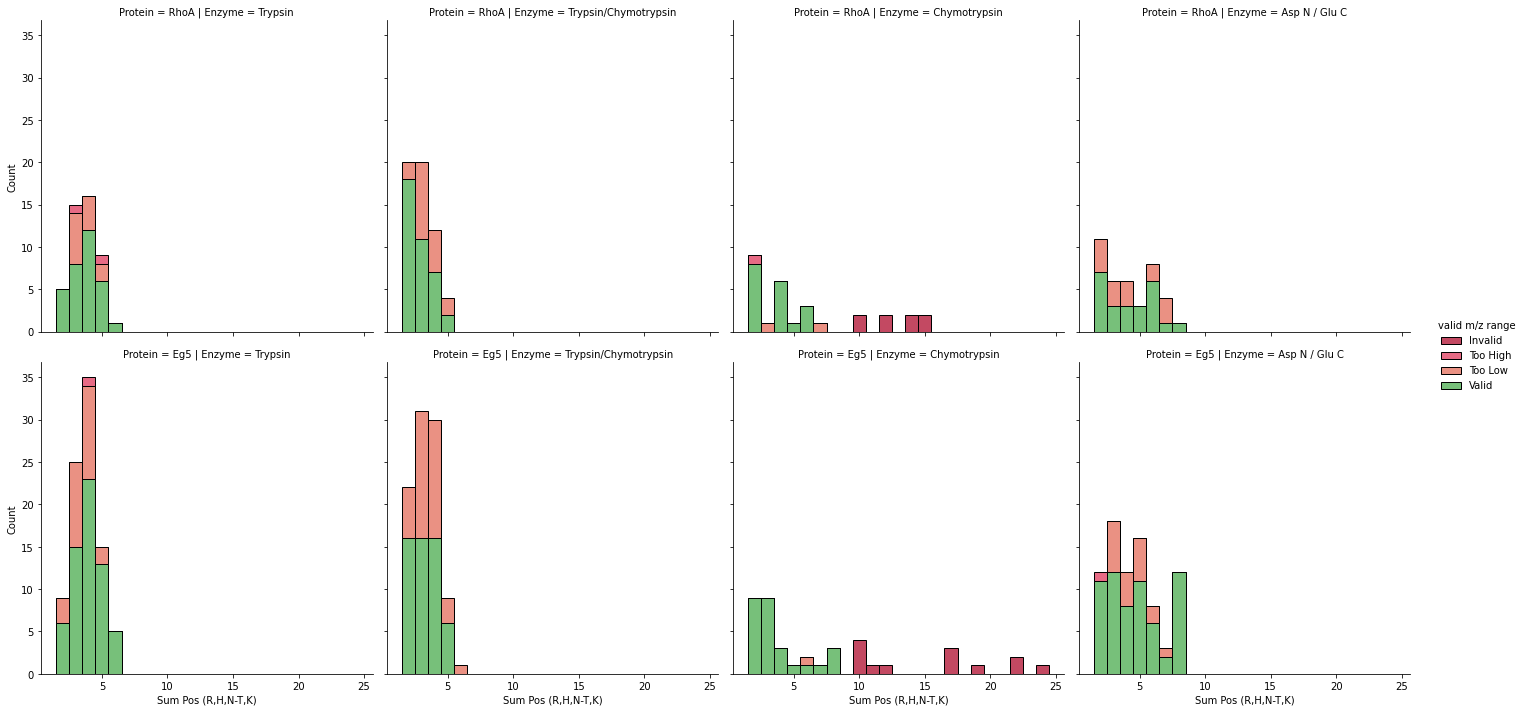 Protein = RhoA | Enzyme = Trypsin
Protein = RhoA | Enzyme = Trypsin/Chymotrypsin
Protein = RhoA | Enzyme = Chymotrypsin
Protein = RhoA | Enzyme = Asp N / Glu C
35
30
25
20
15
10
5
0
Count
Protein = Eg5 | Enzyme = Trypsin
Protein = Eg5 | Enzyme = Trypsin/Chymotrypsin
Protein = Eg5 | Enzyme = Chymotrypsin
Protein = Eg5 | Enzyme = Asp N / Glu C
35
30
25
20
15
10
5
0
Count
5 10 15 20 25
5 10 15 20 25
5 10 15 20 25
5 10 15 20 25
Sum Pos (R,H,N-T,K)
Sum Pos (R,H,N-T,K)
Sum Pos (R,H,N-T,K)
Sum Pos (R,H,N-T,K)
valid m/z range
Invalid
Too High
Too Low
Valid